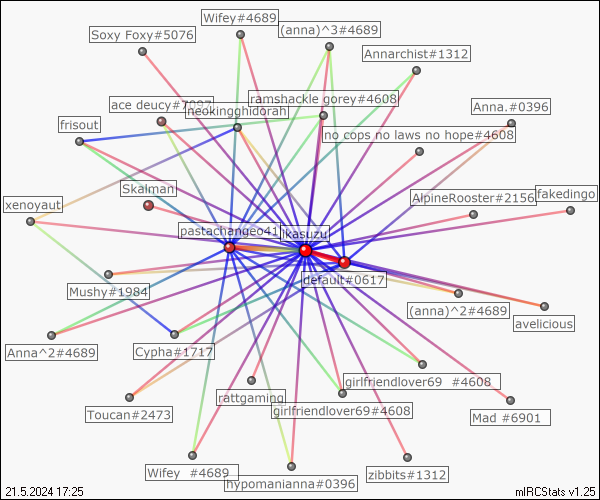 Wifey#4689
(anna)^3#4689
Soxy Foxy#5076
Annarchist#1312
ramshackle gorey#4608
ace deucy#7097
Anna.#0396
neokingghidorah
frisout
no cops no laws no hope#4608
Skalman
fakedingo
AlpineRooster#2156
xenoyaut
pastachangeo41
ikasuzu
default#0617
Mushy#1984
(anna)^2#4689
avelicious
Anna^2#4689
Cypha#1717
girlfriendlover69 #4608
rattgaming
Toucan#2473
girlfriendlover69#4608
Mad #6901
Wifey #4689
zibbits#1312
hypomanianna#0396
21.5.2024 17:25
mIRCStats v1.25